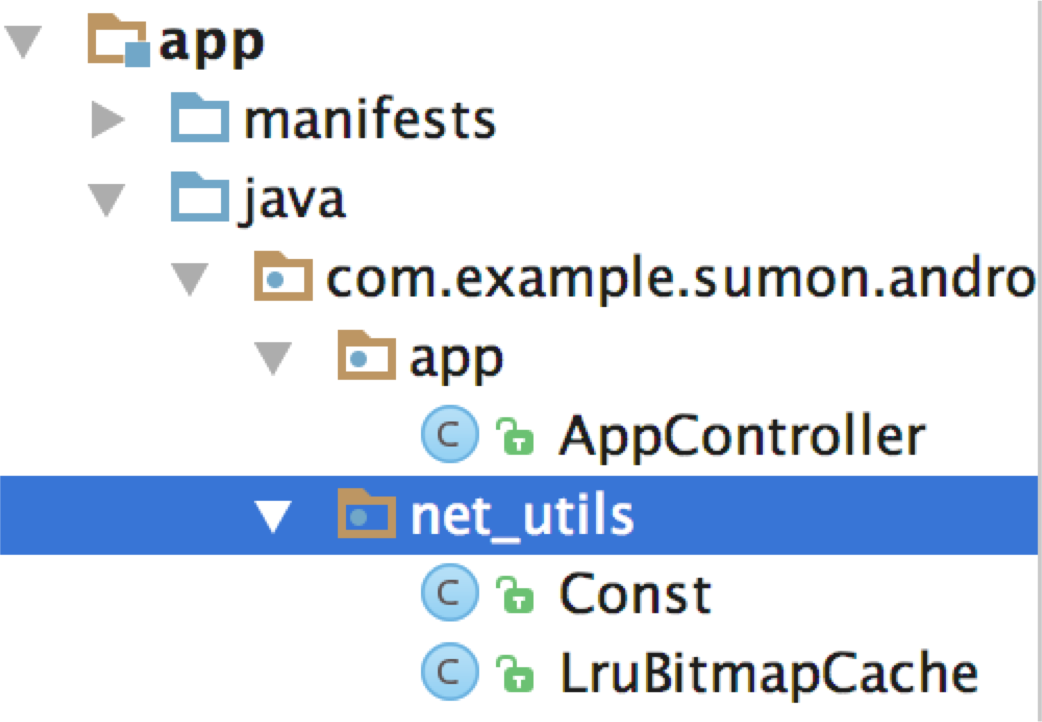 app
manifests
java
com.example.sumon.andro
app
C AppController
net_utils
C Const
C LruBitmapCache